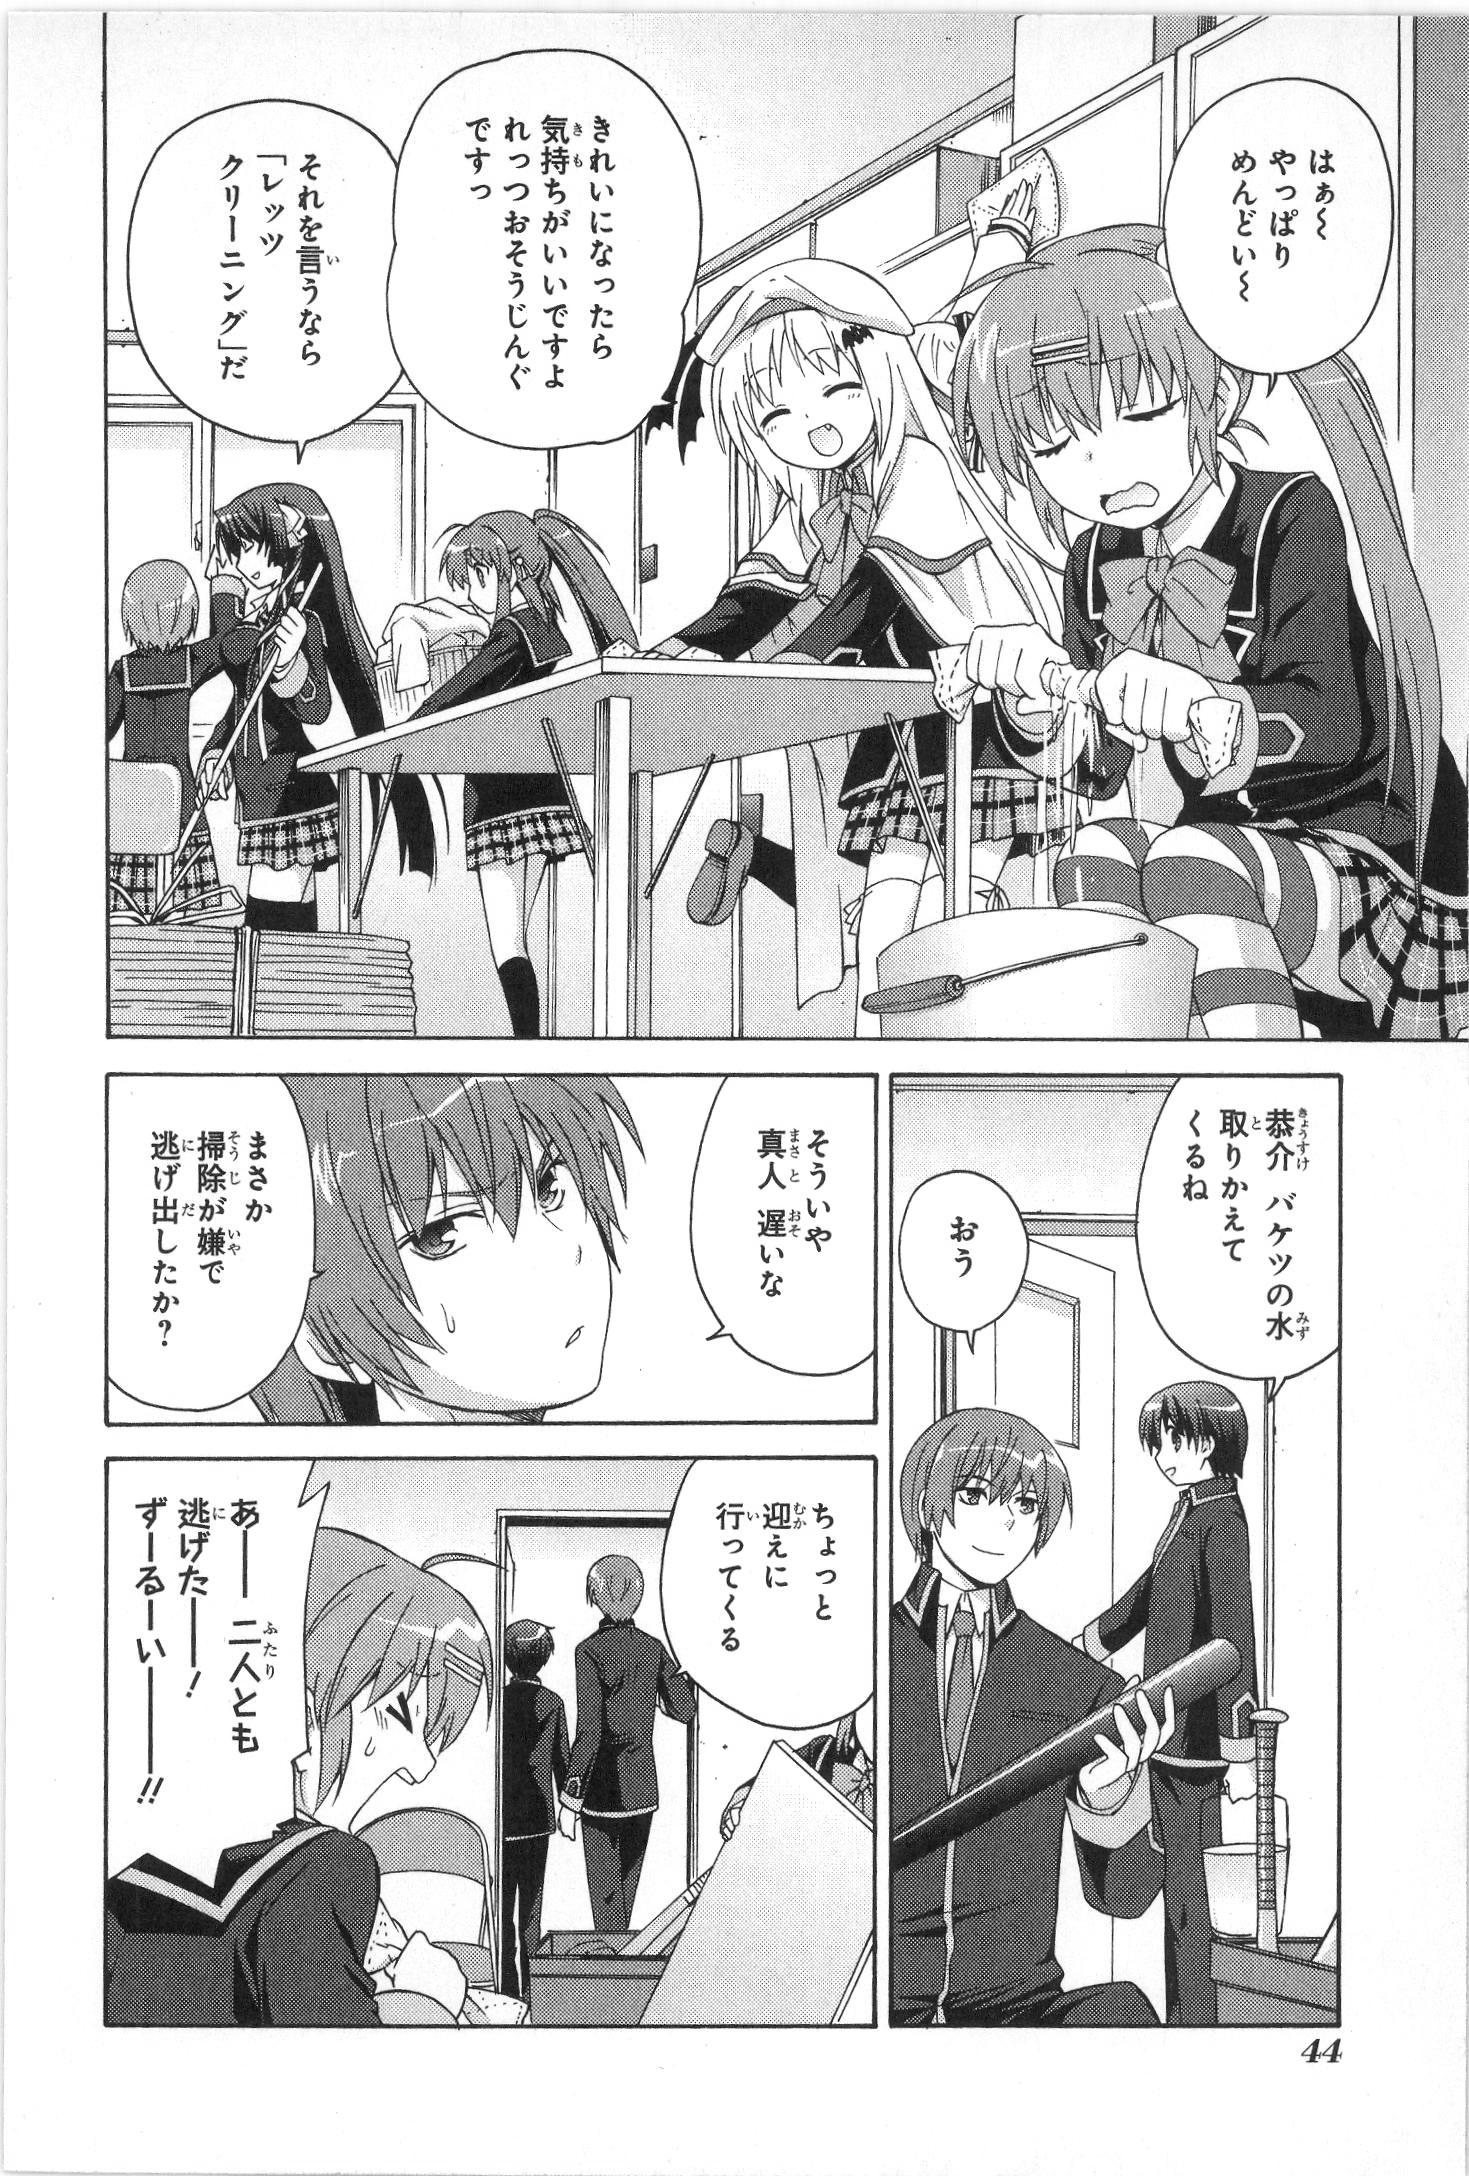 はぁ〜
やっぱり
めんどい〜
きれいになったら
気持ちがいいですよ
れっつおそうじんぐ
ですっ
それを言うなら
「レッツ
クリーニング」だ
恭介 バケツの水
取りかえて
くるね
おう
そういや
真人 遅いな
まさか
掃除が嫌で
逃げ出したか？
ちょっと
迎えに
行ってくる
あー 二人とも
逃げたー！
ずーるーいー!!
44